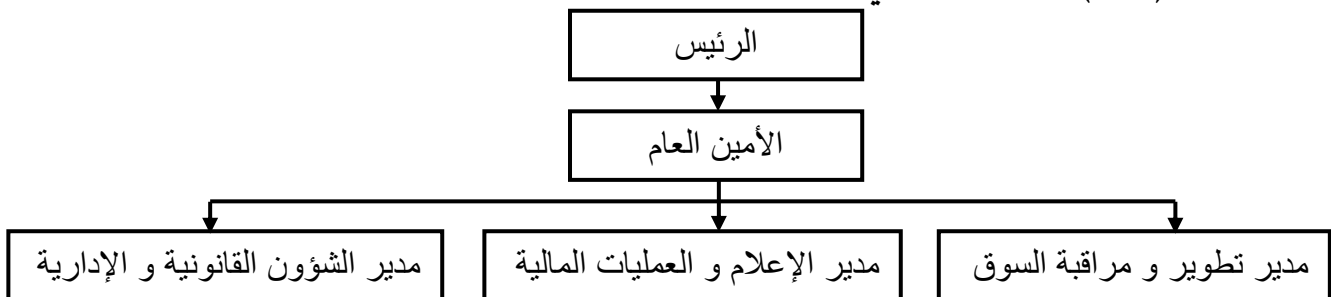 الرئيس
الأمين العام
مدير تطوير و مراقبة السوق
مدير الإعلام و العمليات المالية
مدير الشؤون القانونية و الإدارية